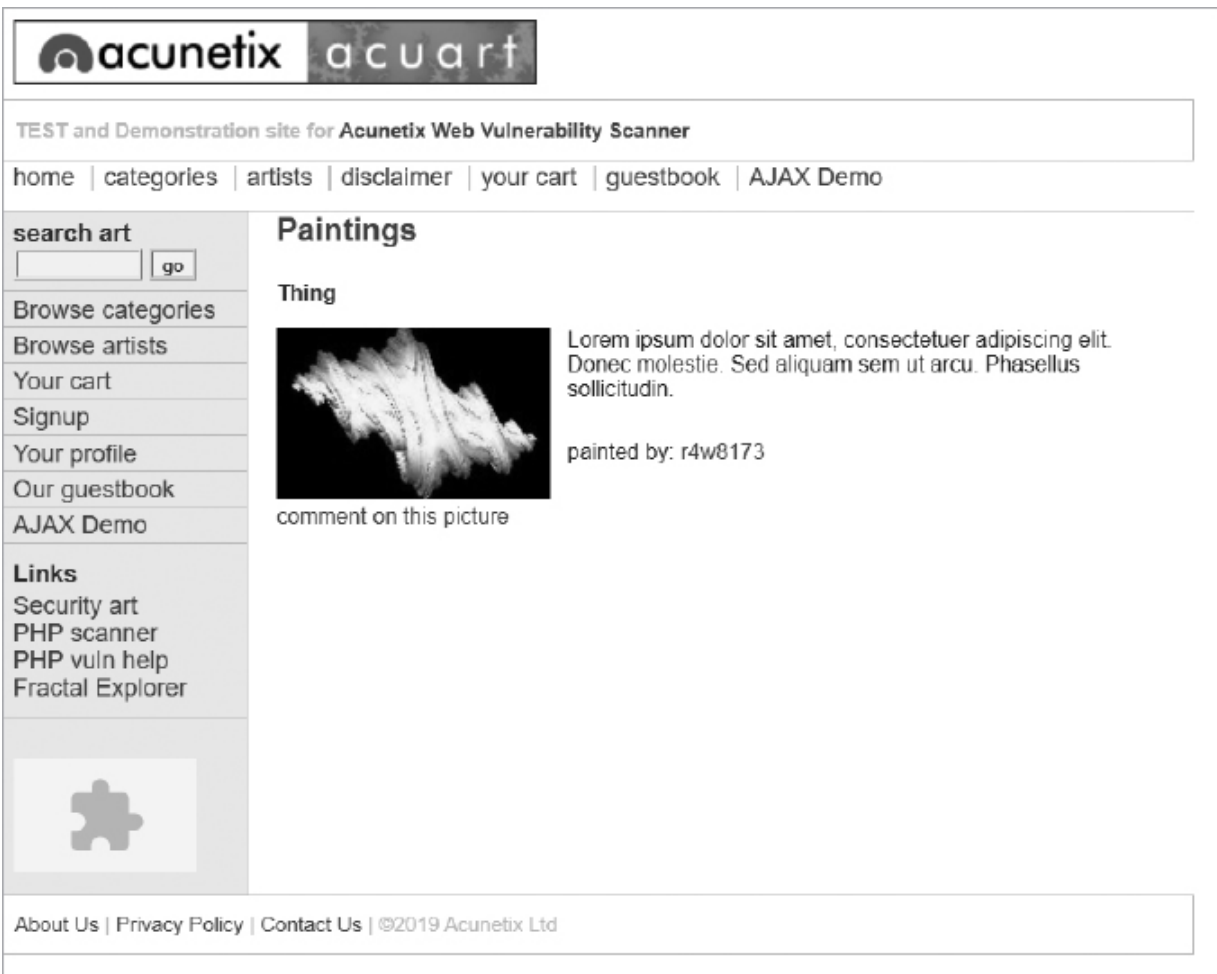 acunetix acuart
TEST and Demonstration site for Acunetix Web Vulnerability Scanner
home | categories | artists | disclaimer | your cart | guestbook | AJAX Demo
search art
go
Browse categories
Browse artists
Your cart
Signup
Your profile
Our guestbook
AJAX Demo
Links
Security art
PHP scanner
PHP vuln help
Fractal Explorer
Paintings
Thing
Lorem ipsum dolor sit amet, consectetuer adipiscing elit.
Donec molestie. Sed aliquam sem ut arcu. Phasellus
sollicitudin.
painted by: r4w8173
comment on this picture
About Us | Privacy Policy | Contact Us | ©2019 Acunetix Ltd